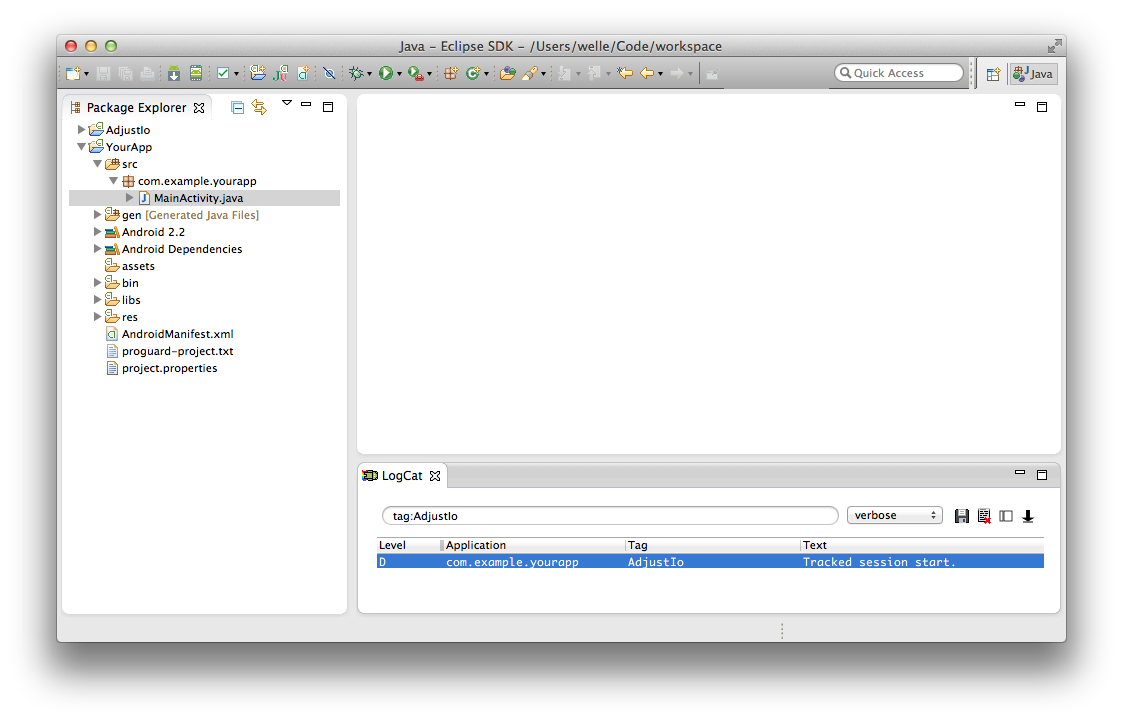 Java – Eclipse SDK – /Users/welle/Code/workspace
Quick Access
Java
Package Explorer
AdjustIo
YourApp
src
com.example.yourapp
MainActivity.java
gen [Generated Java Files]
Android 2.2
Android Dependencies
assets
bin
libs
res
AndroidManifest.xml
proguard-project.txt
project.properties
LogCat
tag:AdjustIo verbose
Level Application Tag Text
D com.example.yourapp AdjustIo Tracked session start.